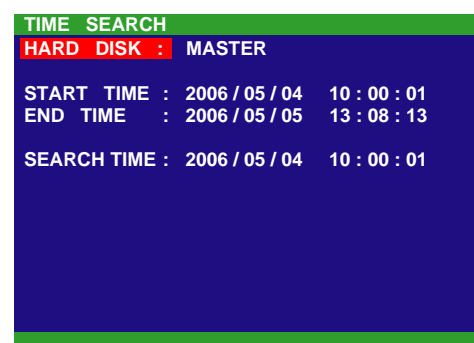 TIME SEARCH
HARD DISK : MASTER
START TIME : 2006 / 05 / 04 10 : 00 : 01
END TIME : 2006 / 05 / 05 13 : 08 : 13
SEARCH TIME : 2006 / 05 / 04 10 : 00 : 01